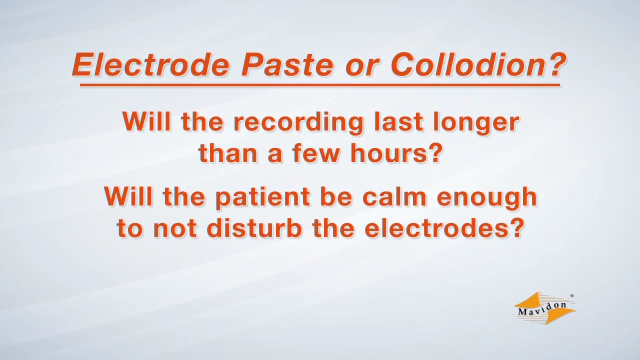 Electrode Paste or Collodion?
Will the recording last longer
than a few hours?
Will the patient be calm enough
to not disturb the electrodes?
Mavidon